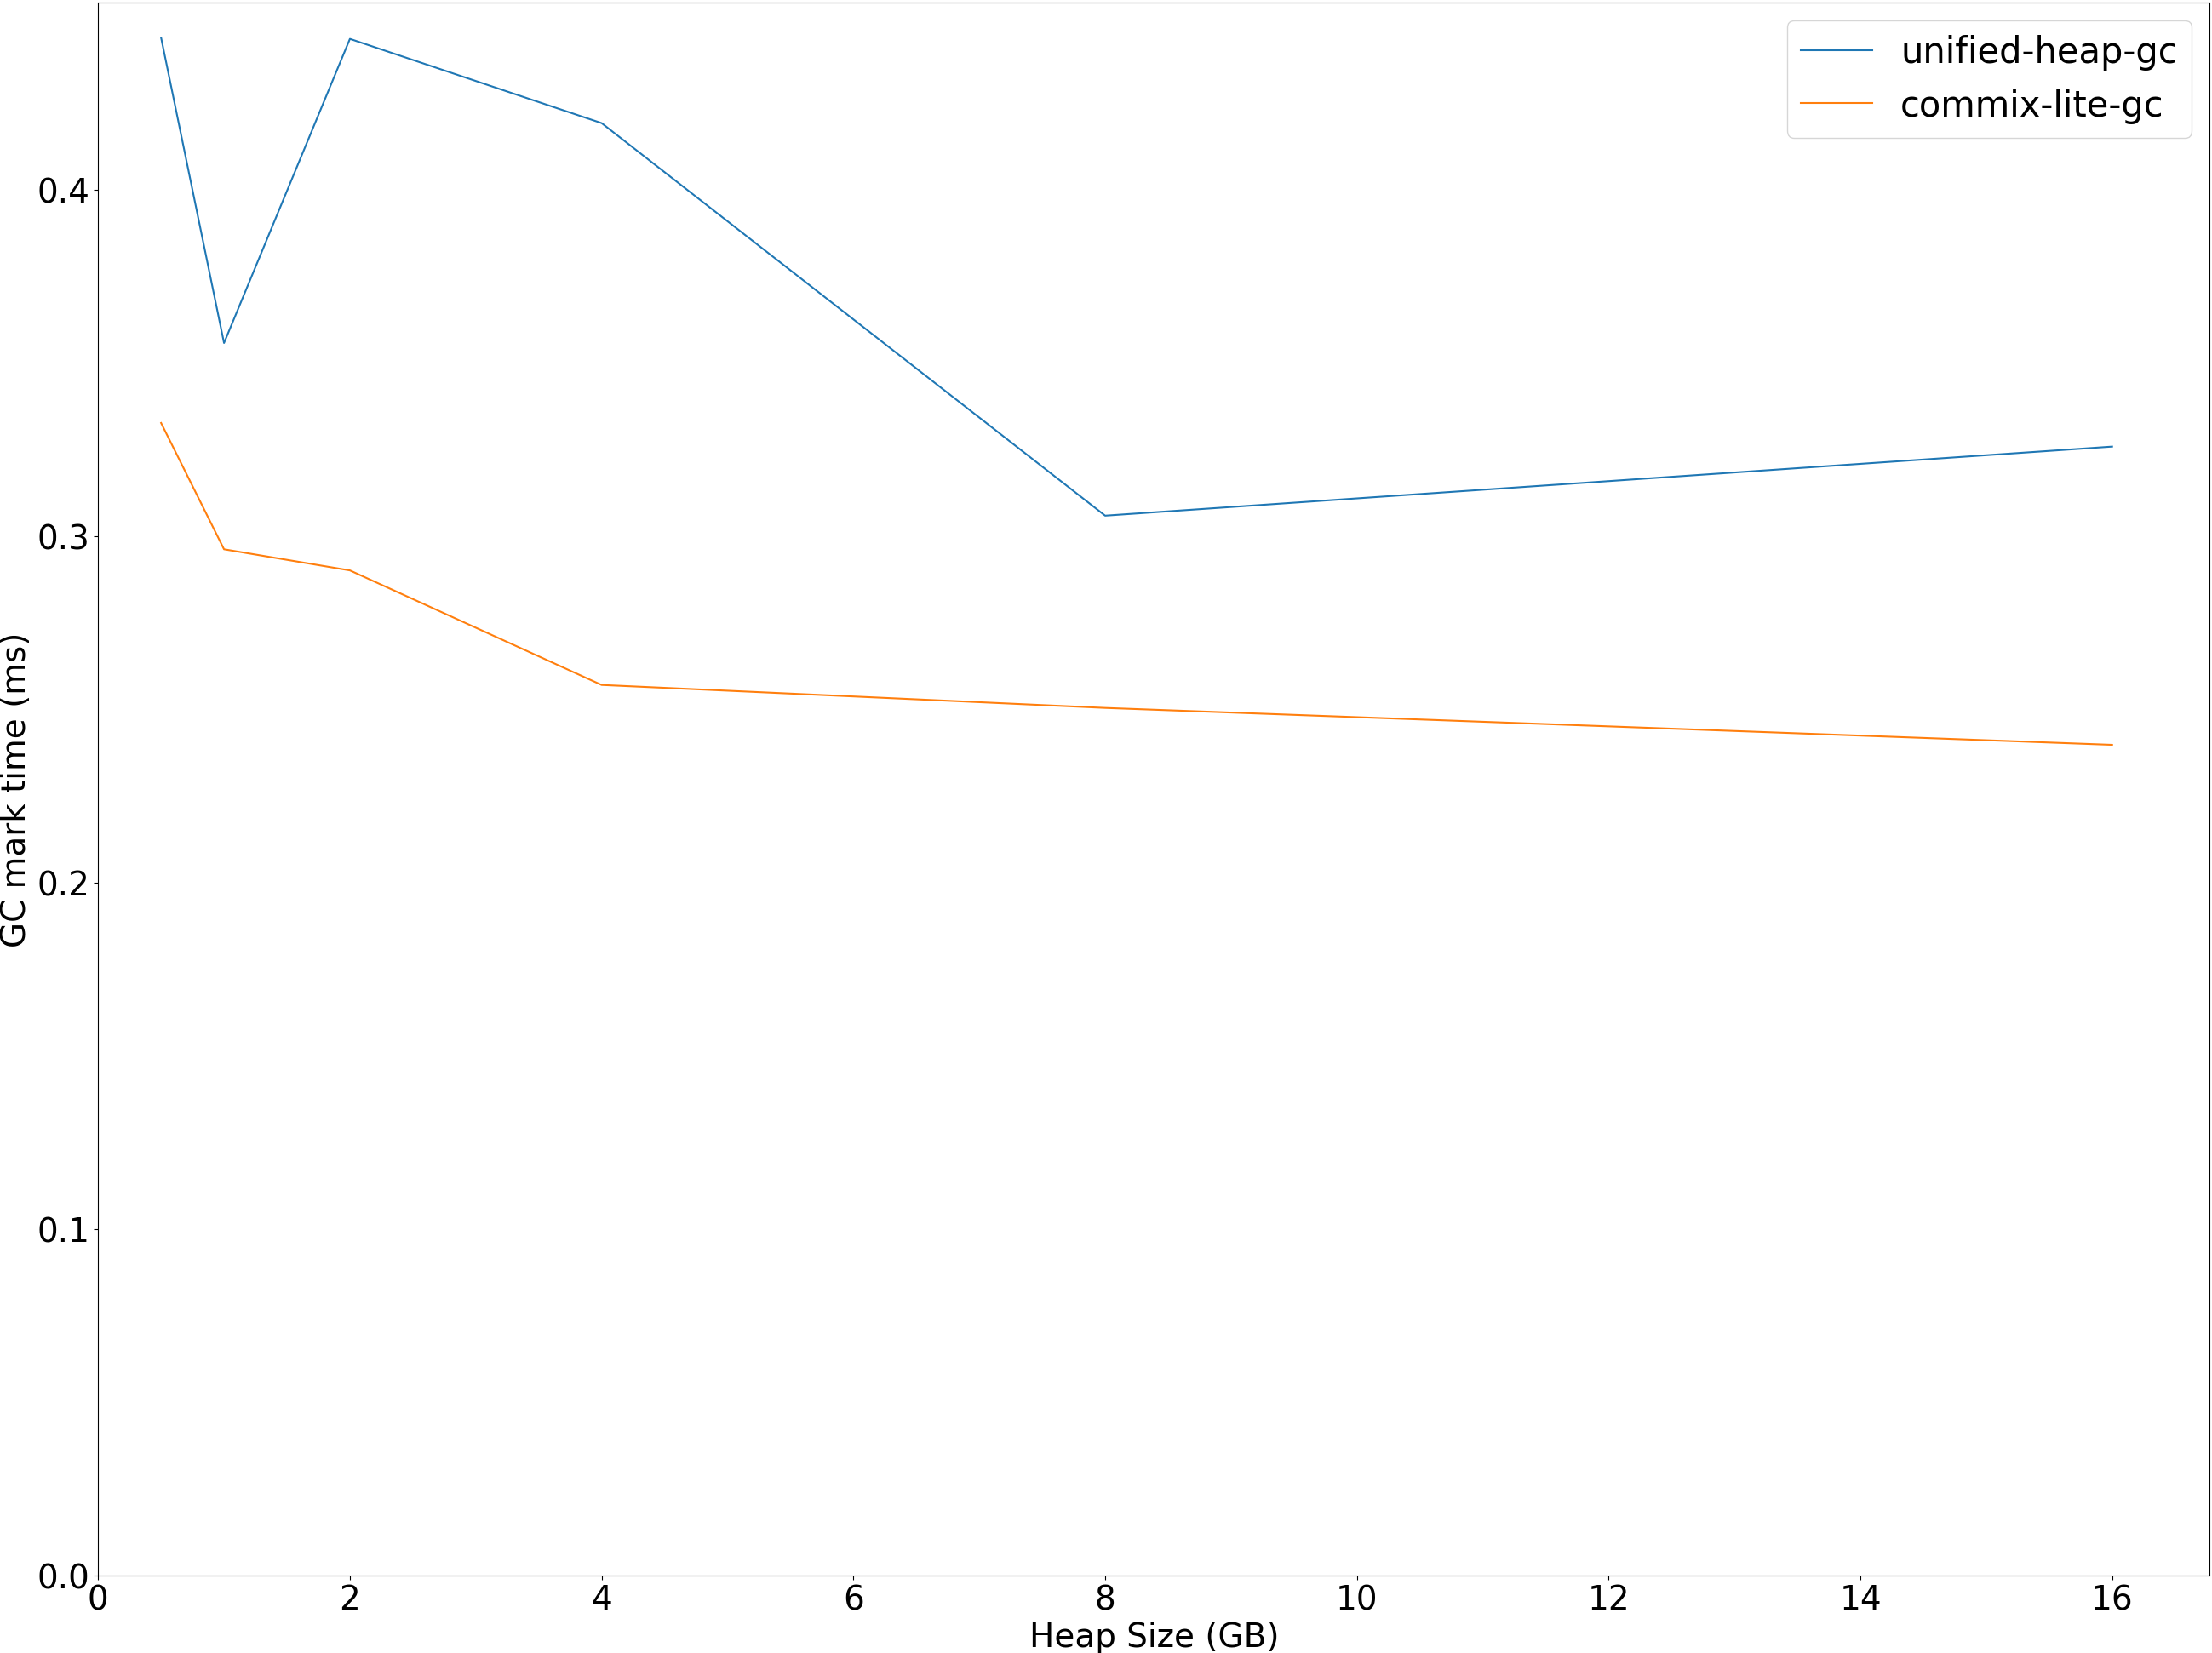 unified-heap-gc
commix-lite-gc
GC mark time (ms)
0.4
0.3
0.2
0.1
0.0
0 2 4 6 8 10 12 14 16
Heap Size (GB)